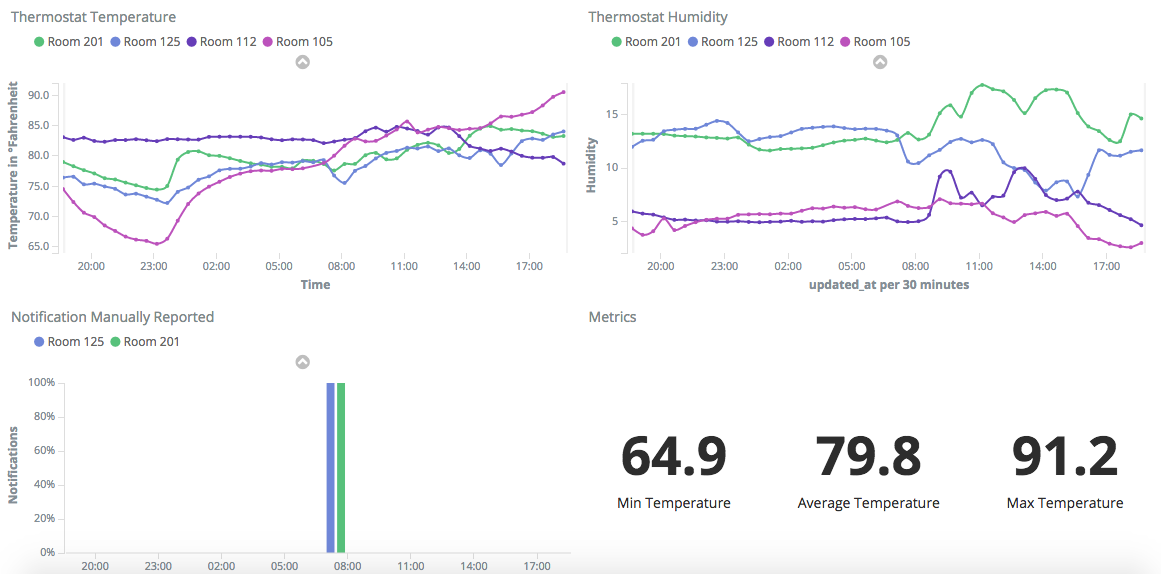 Thermostat Temperature
Room 201 Room 125 Room 112 Room 105
Temperature in °Fahrenheit
90.0
85.0
80.0
75.0
70.0
65.0
20:00 23:00 02:00 05:00 08:00 11:00 14:00 17:00
Time
Thermostat Humidity
Room 201 Room 125 Room 112 Room 105
Humidity
15
10
5
20:00 23:00 02:00 05:00 08:00 11:00 14:00 17:00
updated_at per 30 minutes
Notification Manually Reported
Room 125 Room 201
Notifications
100%
80%
60%
40%
20%
0%
20:00 23:00 02:00 05:00 08:00 11:00 14:00 17:00
Metrics
64.9 79.8 91.2
Min Temperature Average Temperature Max Temperature